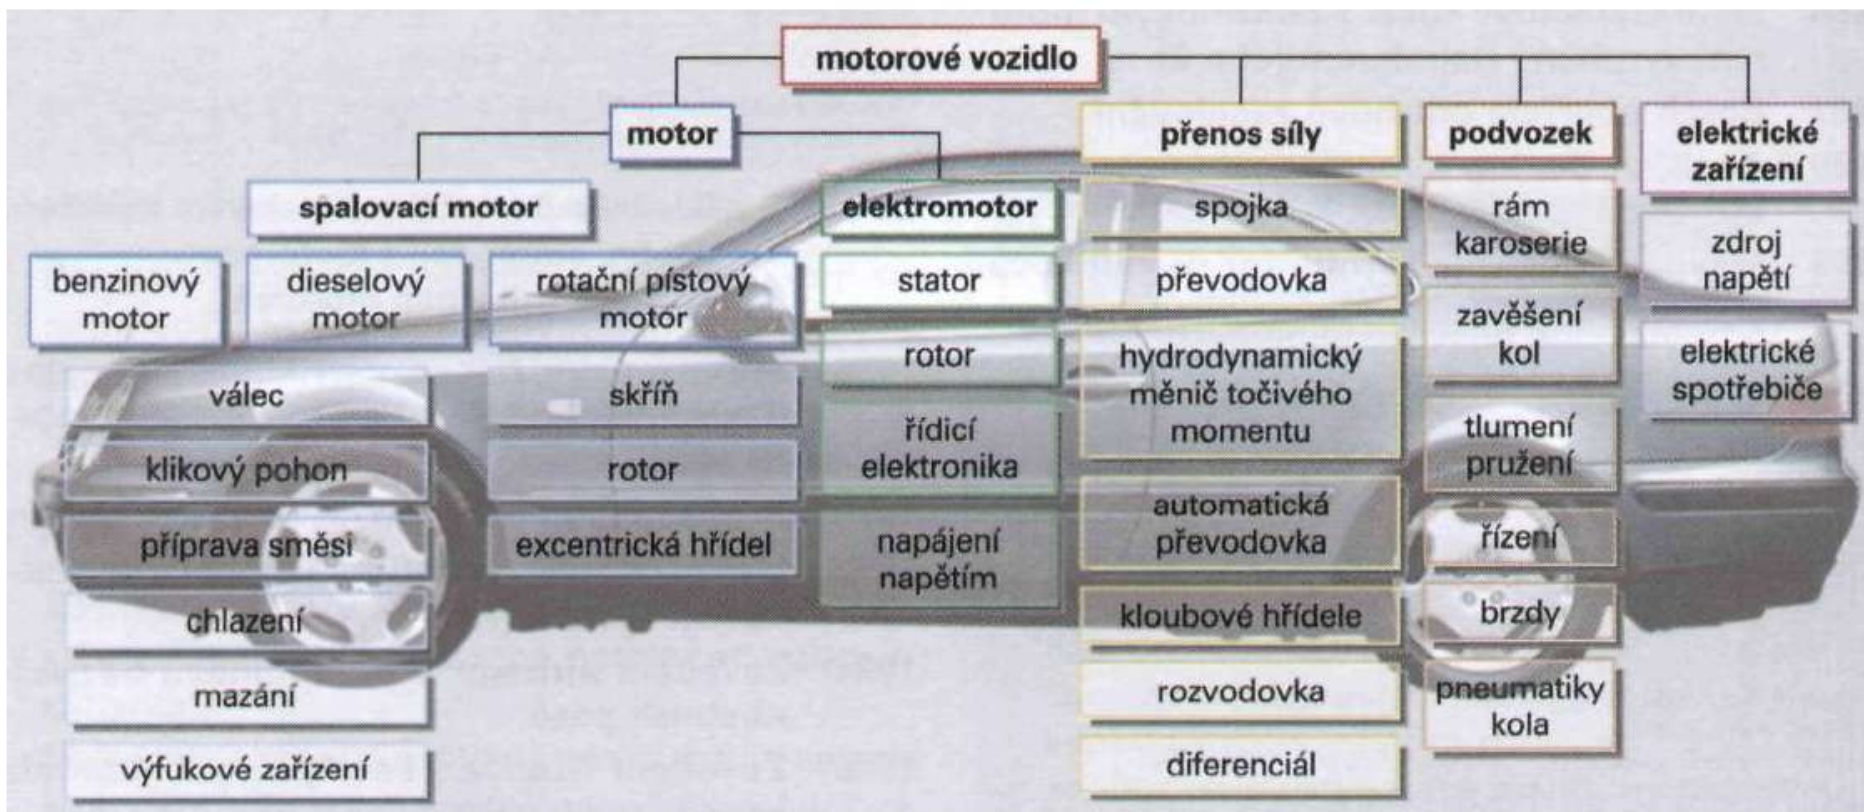 motorové vozidlo
motor
přenos síly
podvozek
elektrické
zařízení
spalovací motor
elektromotor
benzinový
motor
dieselový
motor
rotační pístový
motor
válec
klikový pohon
příprava směsi
chlazení
mazání
výfukové zařízení
skříň
rotor
excentrická hřídel
stator
rotor
řídicí
elektronika
napájení
napětím
spojka
převodovka
hydrodynamický
měnič točivého
momentu
automatická
převodovka
kloubové hřídele
rozvodovka
diferenciál
rám
karoserie
zavěšení
kol
tlumení
pružení
řízení
brzdy
pneumatiky
kola
zdroj
napětí
elektrické
spotřebiče